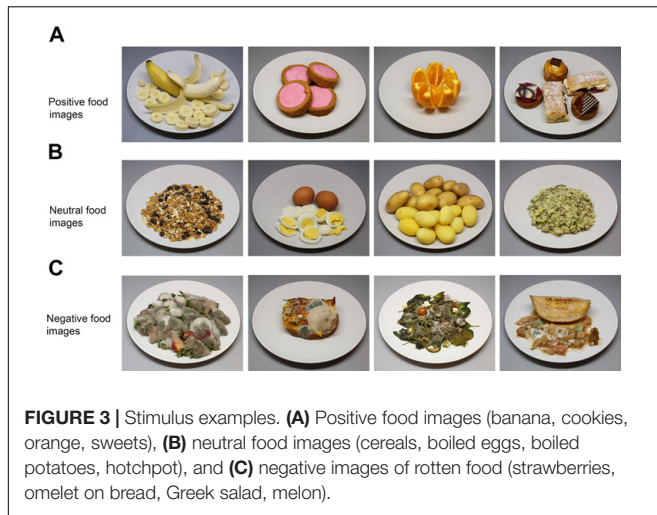 A
Positive food
images
B
Neutral food
images
C
Negative food
images
FIGURE 3 | Stimulus examples. (A) Positive food images (banana, cookies,
orange, sweets), (B) neutral food images (cereals, boiled eggs, boiled
potatoes, hotchpot), and (C) negative images of rotten food (strawberries,
omelet on bread, Greek salad, melon).